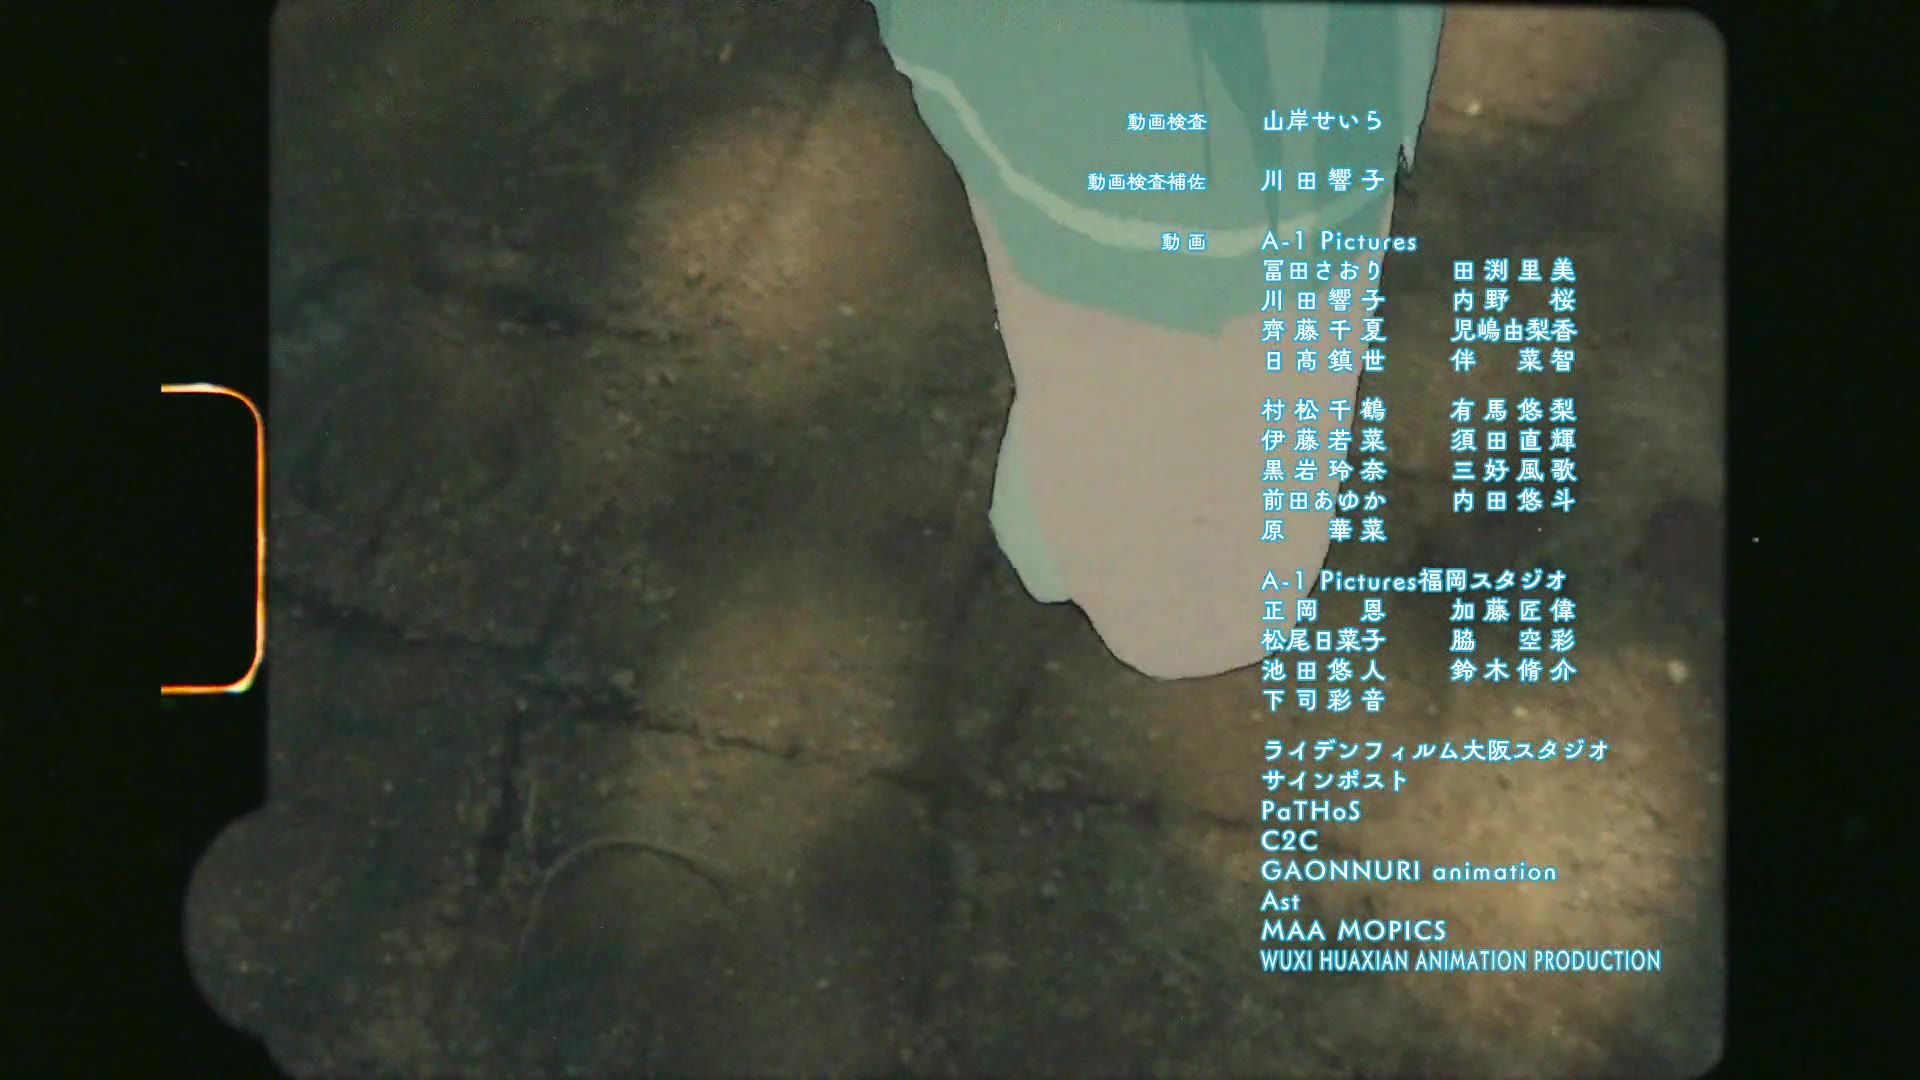 動画検査 山岸せいら
動画検査補佐 川田響子
動画 A-1 Pictures
冨田さおり 田渕里美
川田響子 内野桜
齊藤千夏 児嶋由梨香
日髙鎮世 伴菜智
村松千鶴 有馬悠梨
伊藤若菜 須田直輝
黒岩玲奈 三好風歌
前田あゆか 内田悠斗
原華菜
A-1 Pictures福岡スタジオ
正岡恩 加藤匠偉
松尾日菜子 脇空彩
池田悠人 鈴木脩介
下司彩音
ライデンフィルム大阪スタジオ
サインポスト
PaTHoS
C2C
GAONNURI animation
Ast
MAA MOPICS
WUXI HUAXIAN ANIMATION PRODUCTION